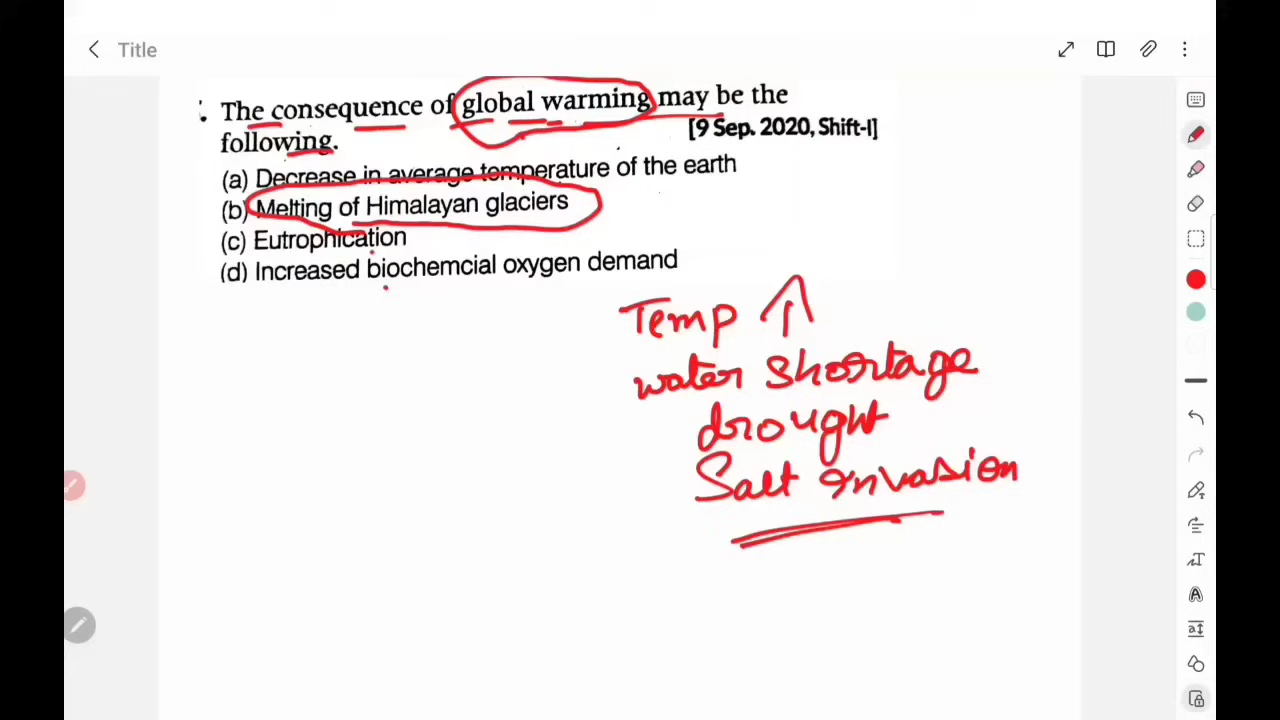 Title
The consequence of global warming may be the
following.
[9 Sep. 2020, Shift-I]
(a) Decrease in average temperature of the earth
(b) Melting of Himalayan glaciers
(c) Eutrophication
(d) Increased biochemcial oxygen demand
Temp ↑
water shortage
drought
Salt invasion